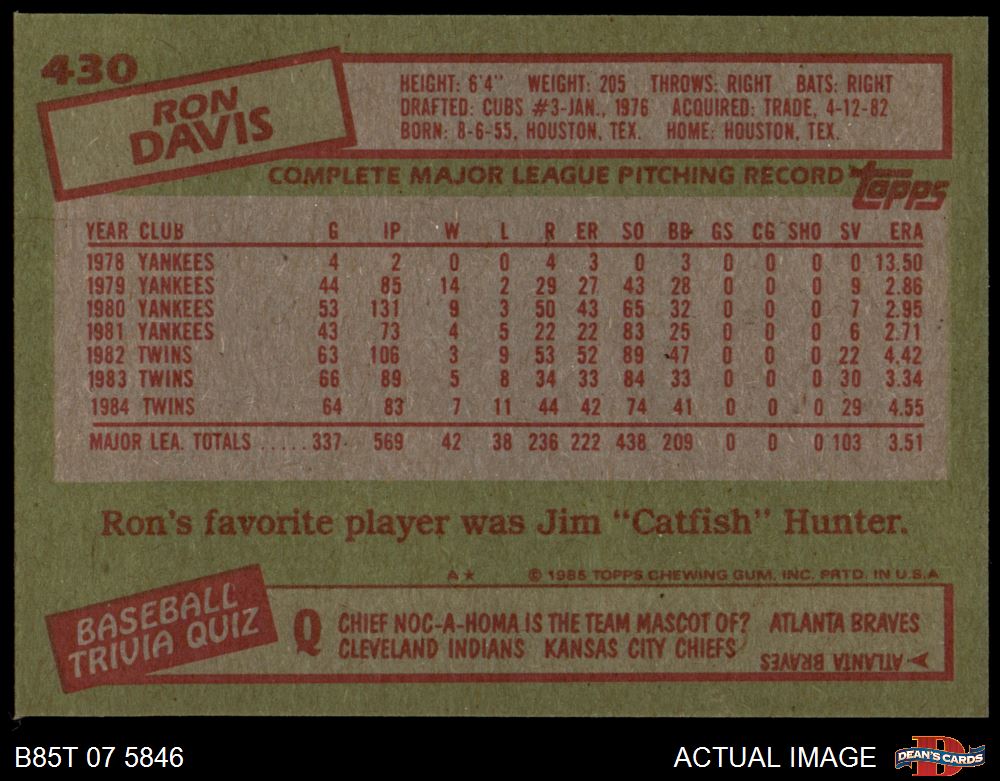 430
RON
DAVIS
HEIGHT: 6'4" WEIGHT: 205 THROWS: RIGHT BATS: RIGHT
DRAFTED: CUBS #3-JAN., 1976 ACQUIRED: TRADE, 4-12-82
BORN: 8-6-55, HOUSTON, TEX. HOME: HOUSTON, TEX.
COMPLETE MAJOR LEAGUE PITCHING RECORD topps
YEAR CLUB G IP W L R ER SO BB GS CG SHO SV ERA
1978 YANKEES 4 2 0 0 4 3 0 3 0 0 0 0 13.50
1979 YANKEES 44 85 14 2 29 27 43 28 0 0 0 9 2.86
1980 YANKEES 53 131 9 3 50 43 65 32 0 0 0 7 2.95
1981 YANKEES 43 73 4 5 22 22 83 25 0 0 0 6 2.71
1982 TWINS 63 106 3 9 53 52 89 47 0 0 0 22 4.42
1983 TWINS 66 89 5 8 34 33 84 33 0 0 0 30 3.34
1984 TWINS 64 83 7 11 44 42 74 41 0 0 0 29 4.55
MAJOR LEA. TOTALS .....337 569 42 38 236 222 438 209 0 0 0 103 3.51
Ron's favorite player was Jim "Catfish" Hunter.
A★ © 1985 TOPPS CHEWING GUM, INC. PRTD. IN U.S.A
BASEBALL
TRIVIA QUIZ
Q CHIEF NOC-A-HOMA IS THE TEAM MASCOT OF? ATLANTA BRAVES
CLEVELAND INDIANS KANSAS CITY CHIEFS
ATLANTA BRAVES
B85T 07 5846
ACTUAL IMAGE
D
DEAN'S CARDS